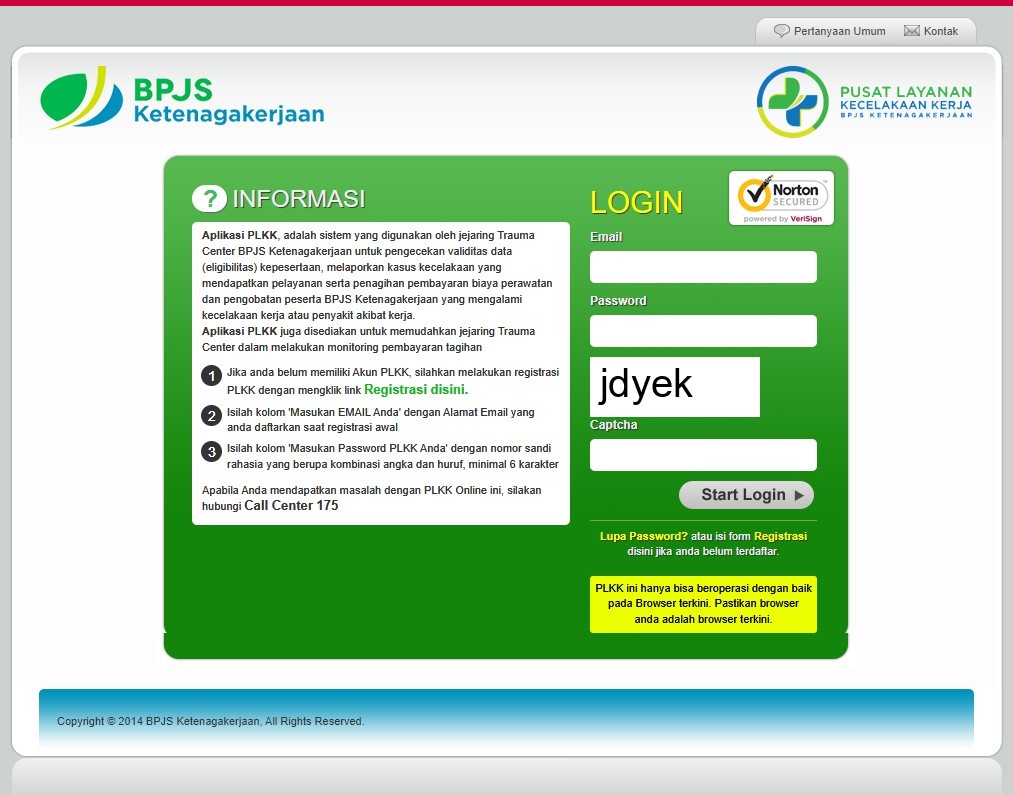 Pertanyaan Umum Kontak
BPJS
Ketenagakerjaan
PUSAT LAYANAN
KECELAKAAN KERJA
BPJS KETENAGAKERJAAN
? INFORMASI
Aplikasi PLKK, adalah sistem yang digunakan oleh jejaring Trauma
Center BPJS Ketenagakerjaan untuk pengecekan validitas data
(eligibilitas) kepesertaan, melaporkan kasus kecelakaan yang
mendapatkan pelayanan serta penagihan pembayaran biaya perawatan
dan pengobatan peserta BPJS Ketenagakerjaan yang mengalami
kecelakaan kerja atau penyakit akibat kerja.
Aplikasi PLKK juga disediakan untuk memudahkan jejaring Trauma
Center dalam melakukan monitoring pembayaran tagihan
1 Jika anda belum memiliki Akun PLKK, silahkan melakukan registrasi
PLKK dengan mengklik link Registrasi disini.
2 Isilah kolom 'Masukan EMAIL Anda' dengan Alamat Email yang
anda daftarkan saat registrasi awal
3 Isilah kolom 'Masukan Password PLKK Anda' dengan nomor sandi
rahasia yang berupa kombinasi angka dan huruf, minimal 6 karakter
Apabila Anda mendapatkan masalah dengan PLKK Online ini, silakan
hubungi Call Center 175
LOGIN
Norton
SECURED
powered by VeriSign
Email
Password
jdyek
Captcha
Start Login
Lupa Password? atau isi form Registrasi
disini jika anda belum terdaftar.
PLKK ini hanya bisa beroperasi dengan baik
pada Browser terkini. Pastikan browser
anda adalah browser terkini.
Copyright © 2014 BPJS Ketenagakerjaan, All Rights Reserved.